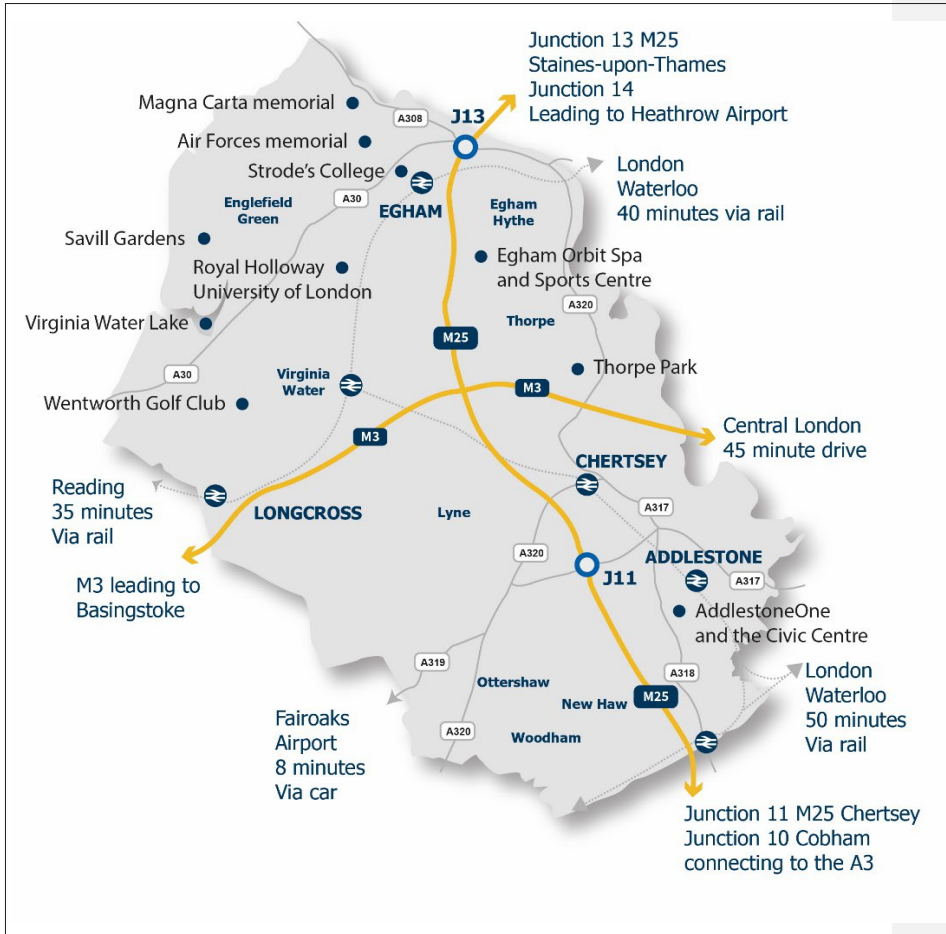 Junction 13 M25
Staines-upon-Thames
Junction 14
Leading to Heathrow Airport
Magna Carta memorial
A308
J13
Air Forces memorial
Strode's College
London
Waterloo
40 minutes via rail
Englefield
Green
A30
EGHAM
Egham
Hythe
Savill Gardens
Royal Holloway
University of London
Egham Orbit Spa
and Sports Centre
A320
Virginia Water Lake
M25
Thorpe
A30
Virginia
Water
Thorpe Park
M3
Wentworth Golf Club
M3
Central London
45 minute drive
CHERTSEY
Reading
35 minutes
Via rail
LONGCROSS
Lyne
A317
A320
ADDLESTONE
J11
A317
M3 leading to
Basingstoke
AddlestoneOne
and the Civic Centre
A319
A318
London
Waterloo
50 minutes
Via rail
Ottershaw
New Haw
M25
Fairoaks
Airport
8 minutes
Via car
A320
Woodham
Junction 11 M25 Chertsey
Junction 10 Cobham
connecting to the A3